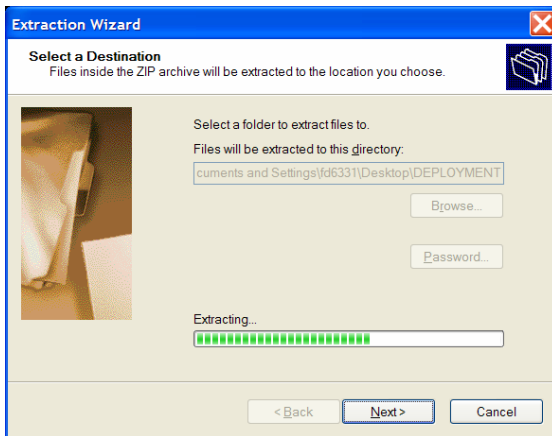 Extraction Wizard
Select a Destination
Files inside the ZIP archive will be extracted to the location you choose.
Select a folder to extract files to.
Files will be extracted to this directory:
cuments and Settings\fd6331\Desktop\DEPLOYMENT
Browse...
Password...
Extracting...
< Back
Next >
Cancel